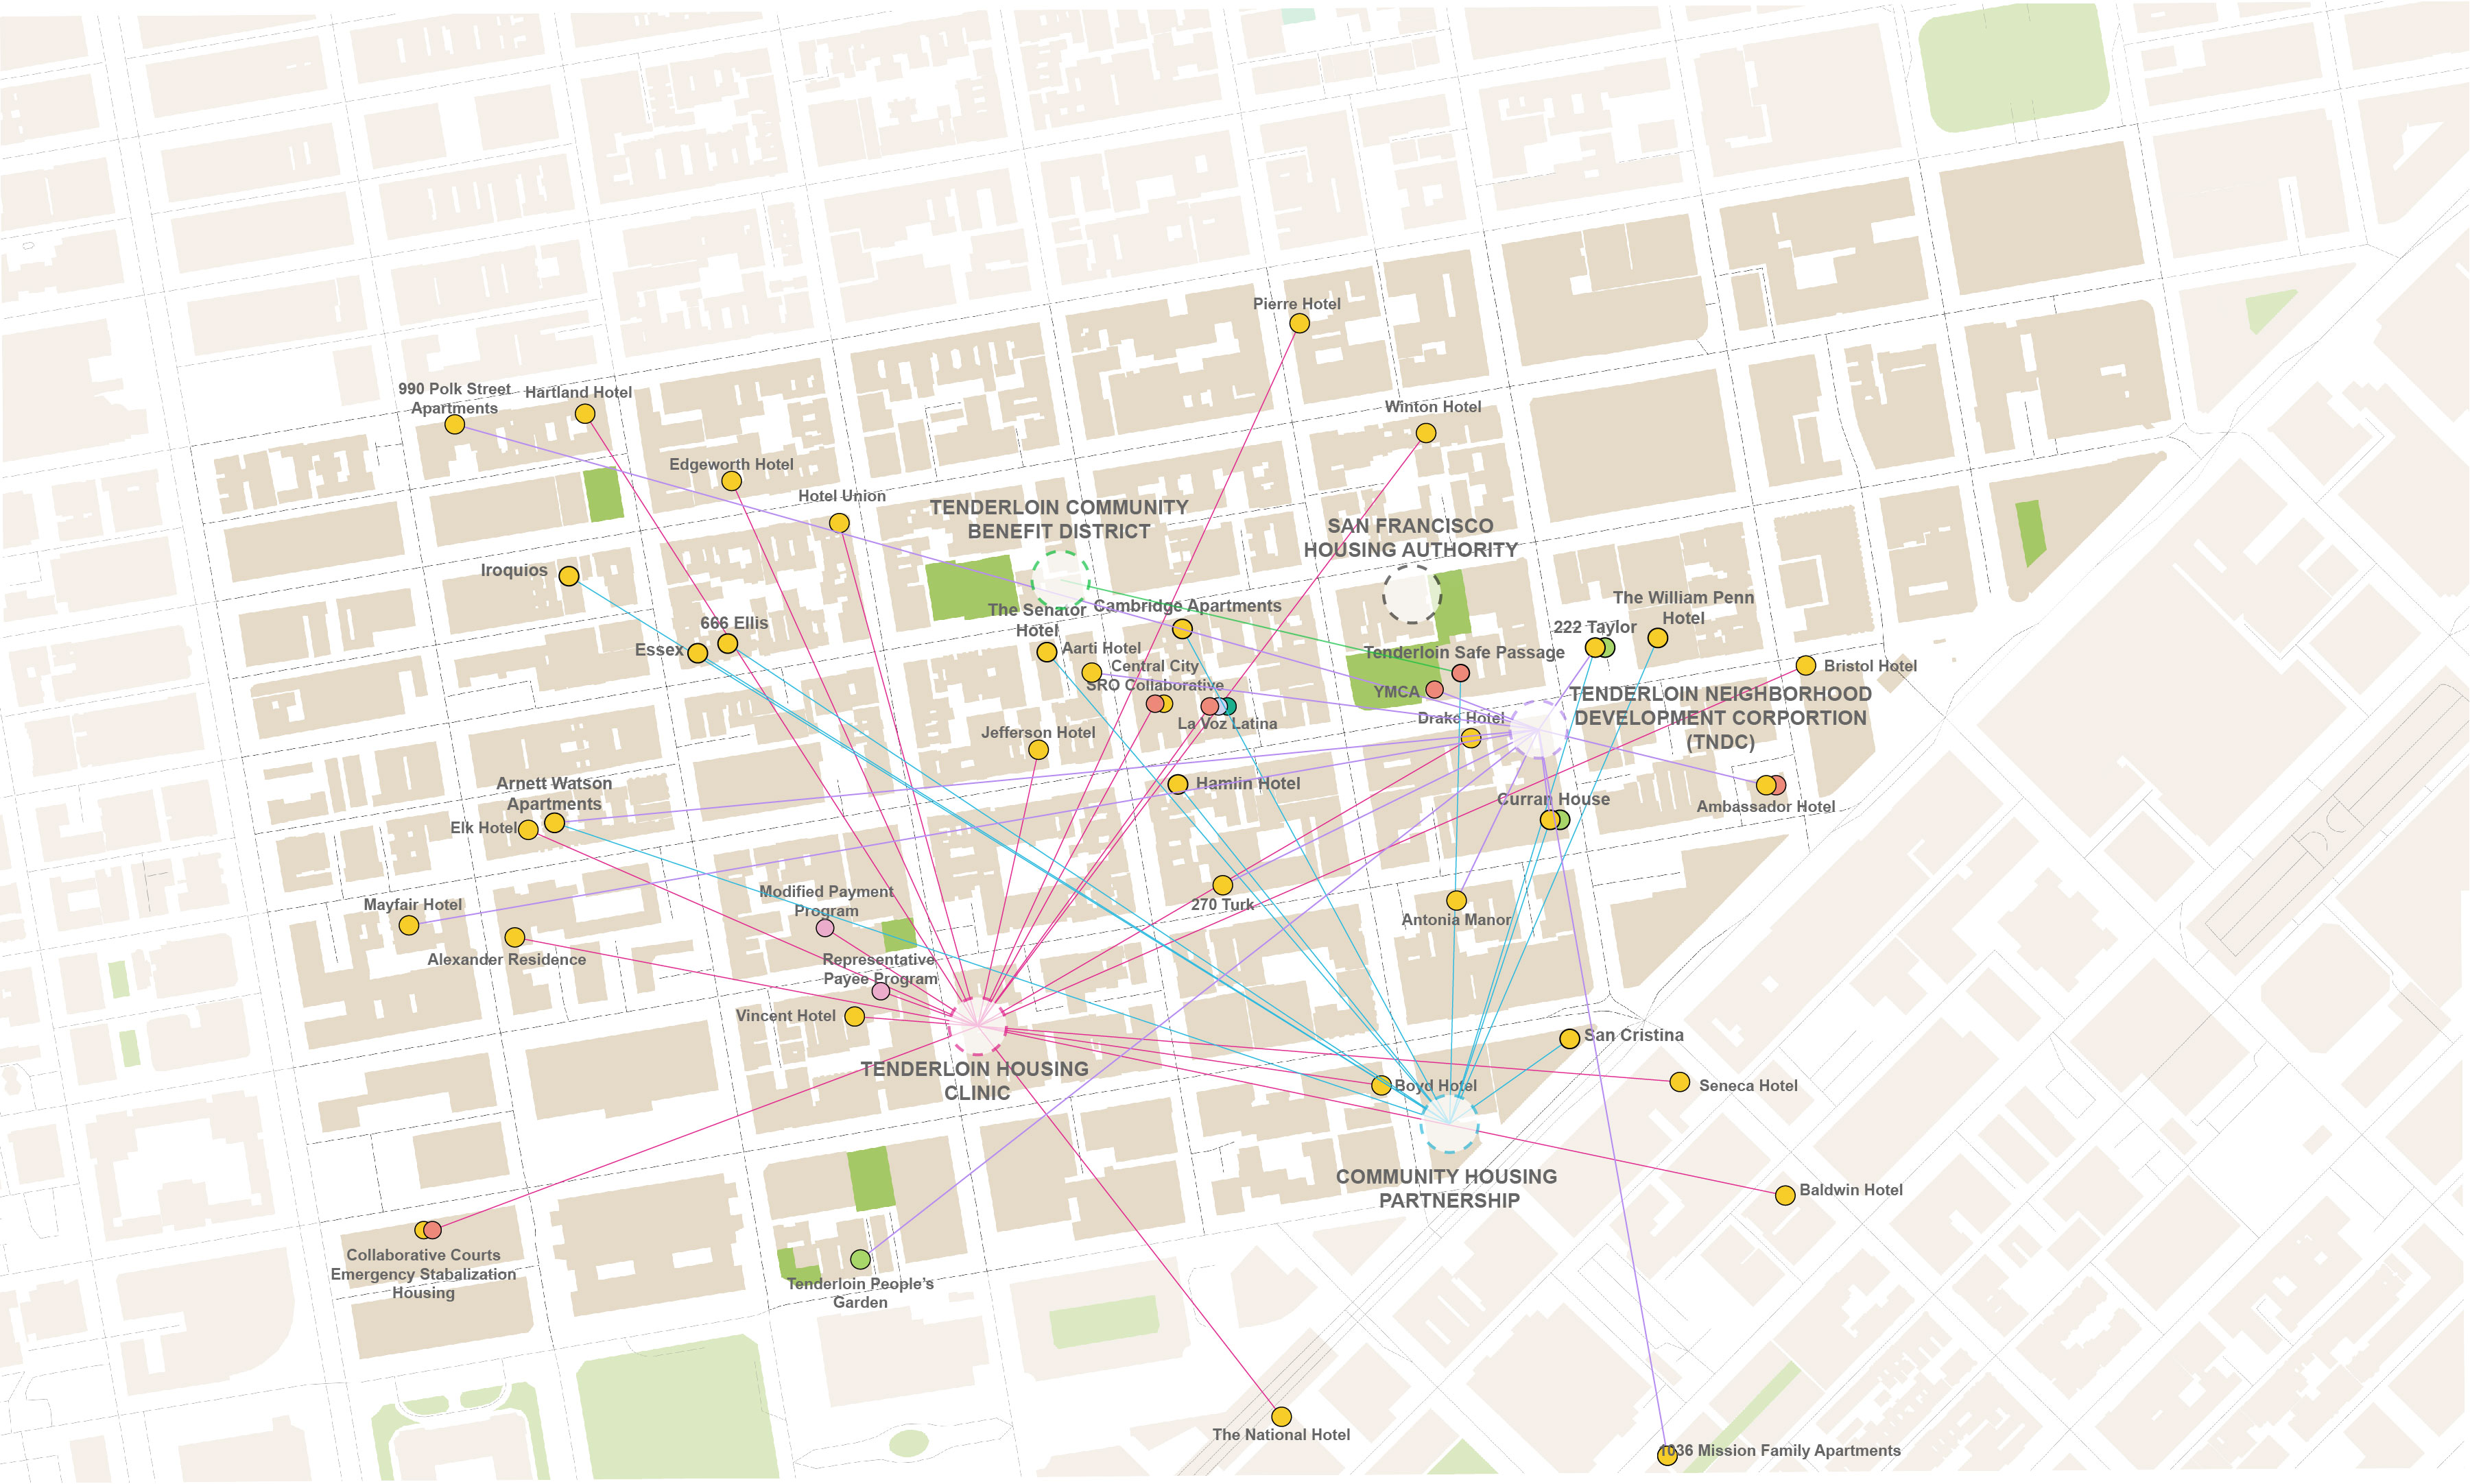 Pierre Hotel
990 Polk Street
Apartments
Hartland Hotel
Winton Hotel
Edgeworth Hotel
Hotel Union
TENDERLOIN COMMUNITY
BENEFIT DISTRICT
SAN FRANCISCO
HOUSING AUTHORITY
Iroquios
The Senator
Hotel
Cambridge Apartments
The William Penn
Hotel
666 Ellis
222 Taylor
Essex
Aarti Hotel
Central City
SRO Collaborative
Tenderloin Safe Passage
Bristol Hotel
YMCA
TENDERLOIN NEIGHBORHOOD
DEVELOPMENT CORPORTION
(TNDC)
La Voz Latina
Drake Hotel
Jefferson Hotel
Arnett Watson
Apartments
Hamlin Hotel
Curran House
Ambassador Hotel
Elk Hotel
Modified Payment
Program
Mayfair Hotel
270 Turk
Antonia Manor
Alexander Residence
Representative
Payee Program
Vincent Hotel
San Cristina
TENDERLOIN HOUSING
CLINIC
Boyd Hotel
Seneca Hotel
COMMUNITY HOUSING
PARTNERSHIP
Baldwin Hotel
Collaborative Courts
Emergency Stabalization
Housing
Tenderloin People's
Garden
The National Hotel
1036 Mission Family Apartments